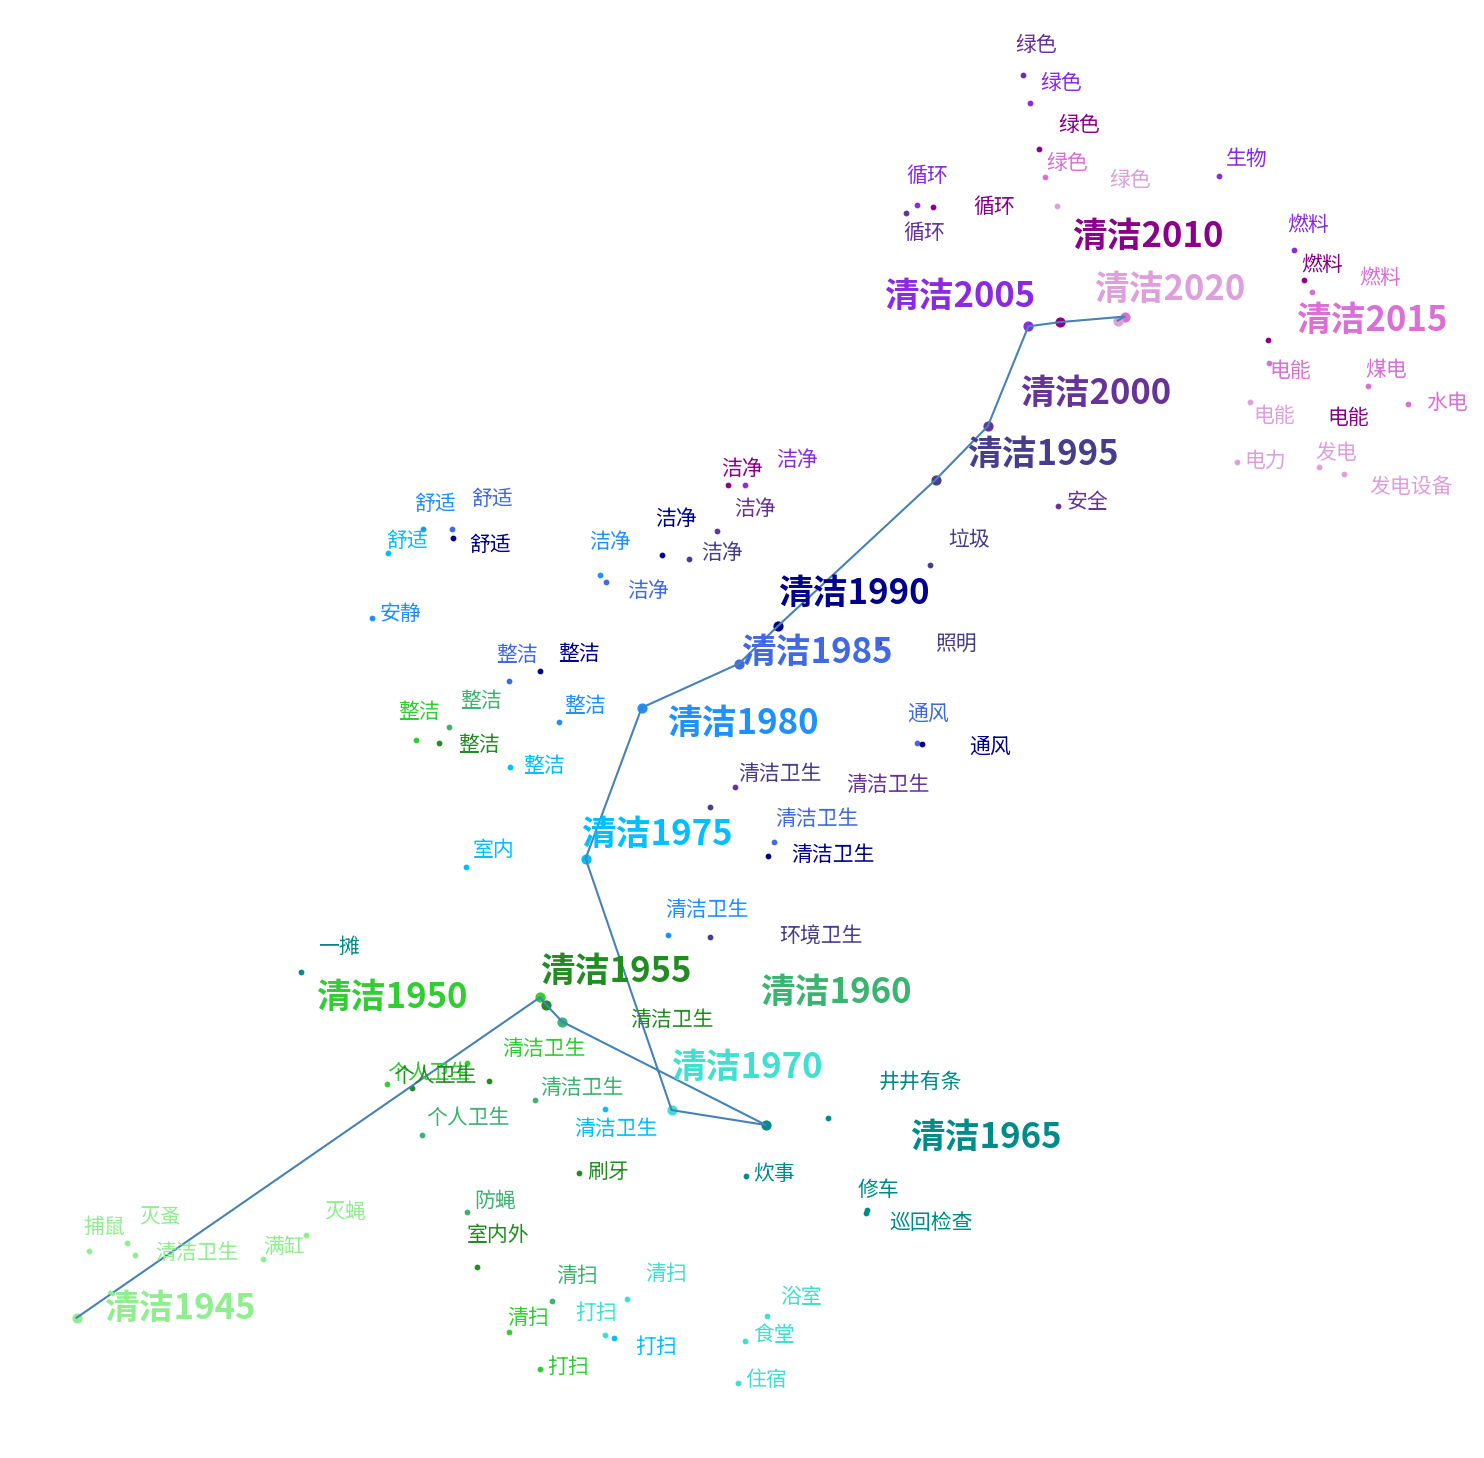 绿色
绿色
绿色
绿色
生物
循环
绿色
循环
循环
燃料
清洁2010
燃料
燃料
清洁2005
清洁2020
清洁2015
电能
煤电
清洁2000
水电
电能
电能
清洁1995
发电
洁净
洁净
电力
发电设备
舒适
舒适
洁净
安全
洁净
舒适
舒适
洁净
洁净
垃圾
洁净
清洁1990
安静
整洁
整洁
清洁1985
照明
整洁
整洁
整洁
清洁1980
通风
整洁
通风
整洁
清洁卫生
清洁卫生
清洁卫生
清洁1975
室内
清洁卫生
清洁卫生
环境卫生
一摊
清洁1955
清洁1950
清洁1960
清洁卫生
清洁卫生
清洁1970
个人卫生
个人卫生
清洁卫生
井井有条
个人卫生
清洁卫生
清洁1965
刷牙
炊事
修车
防蝇
灭蝇
灭蚤
捕鼠
巡回检查
室内外
满缸
清洁卫生
清扫
清扫
浴室
清洁1945
清扫
打扫
食堂
打扫
打扫
住宿